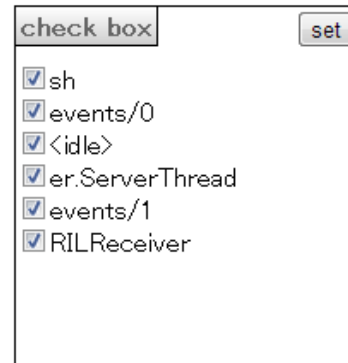 check box set
sh
events/0
<idle>
er.ServerThread
events/1
RILReceiver